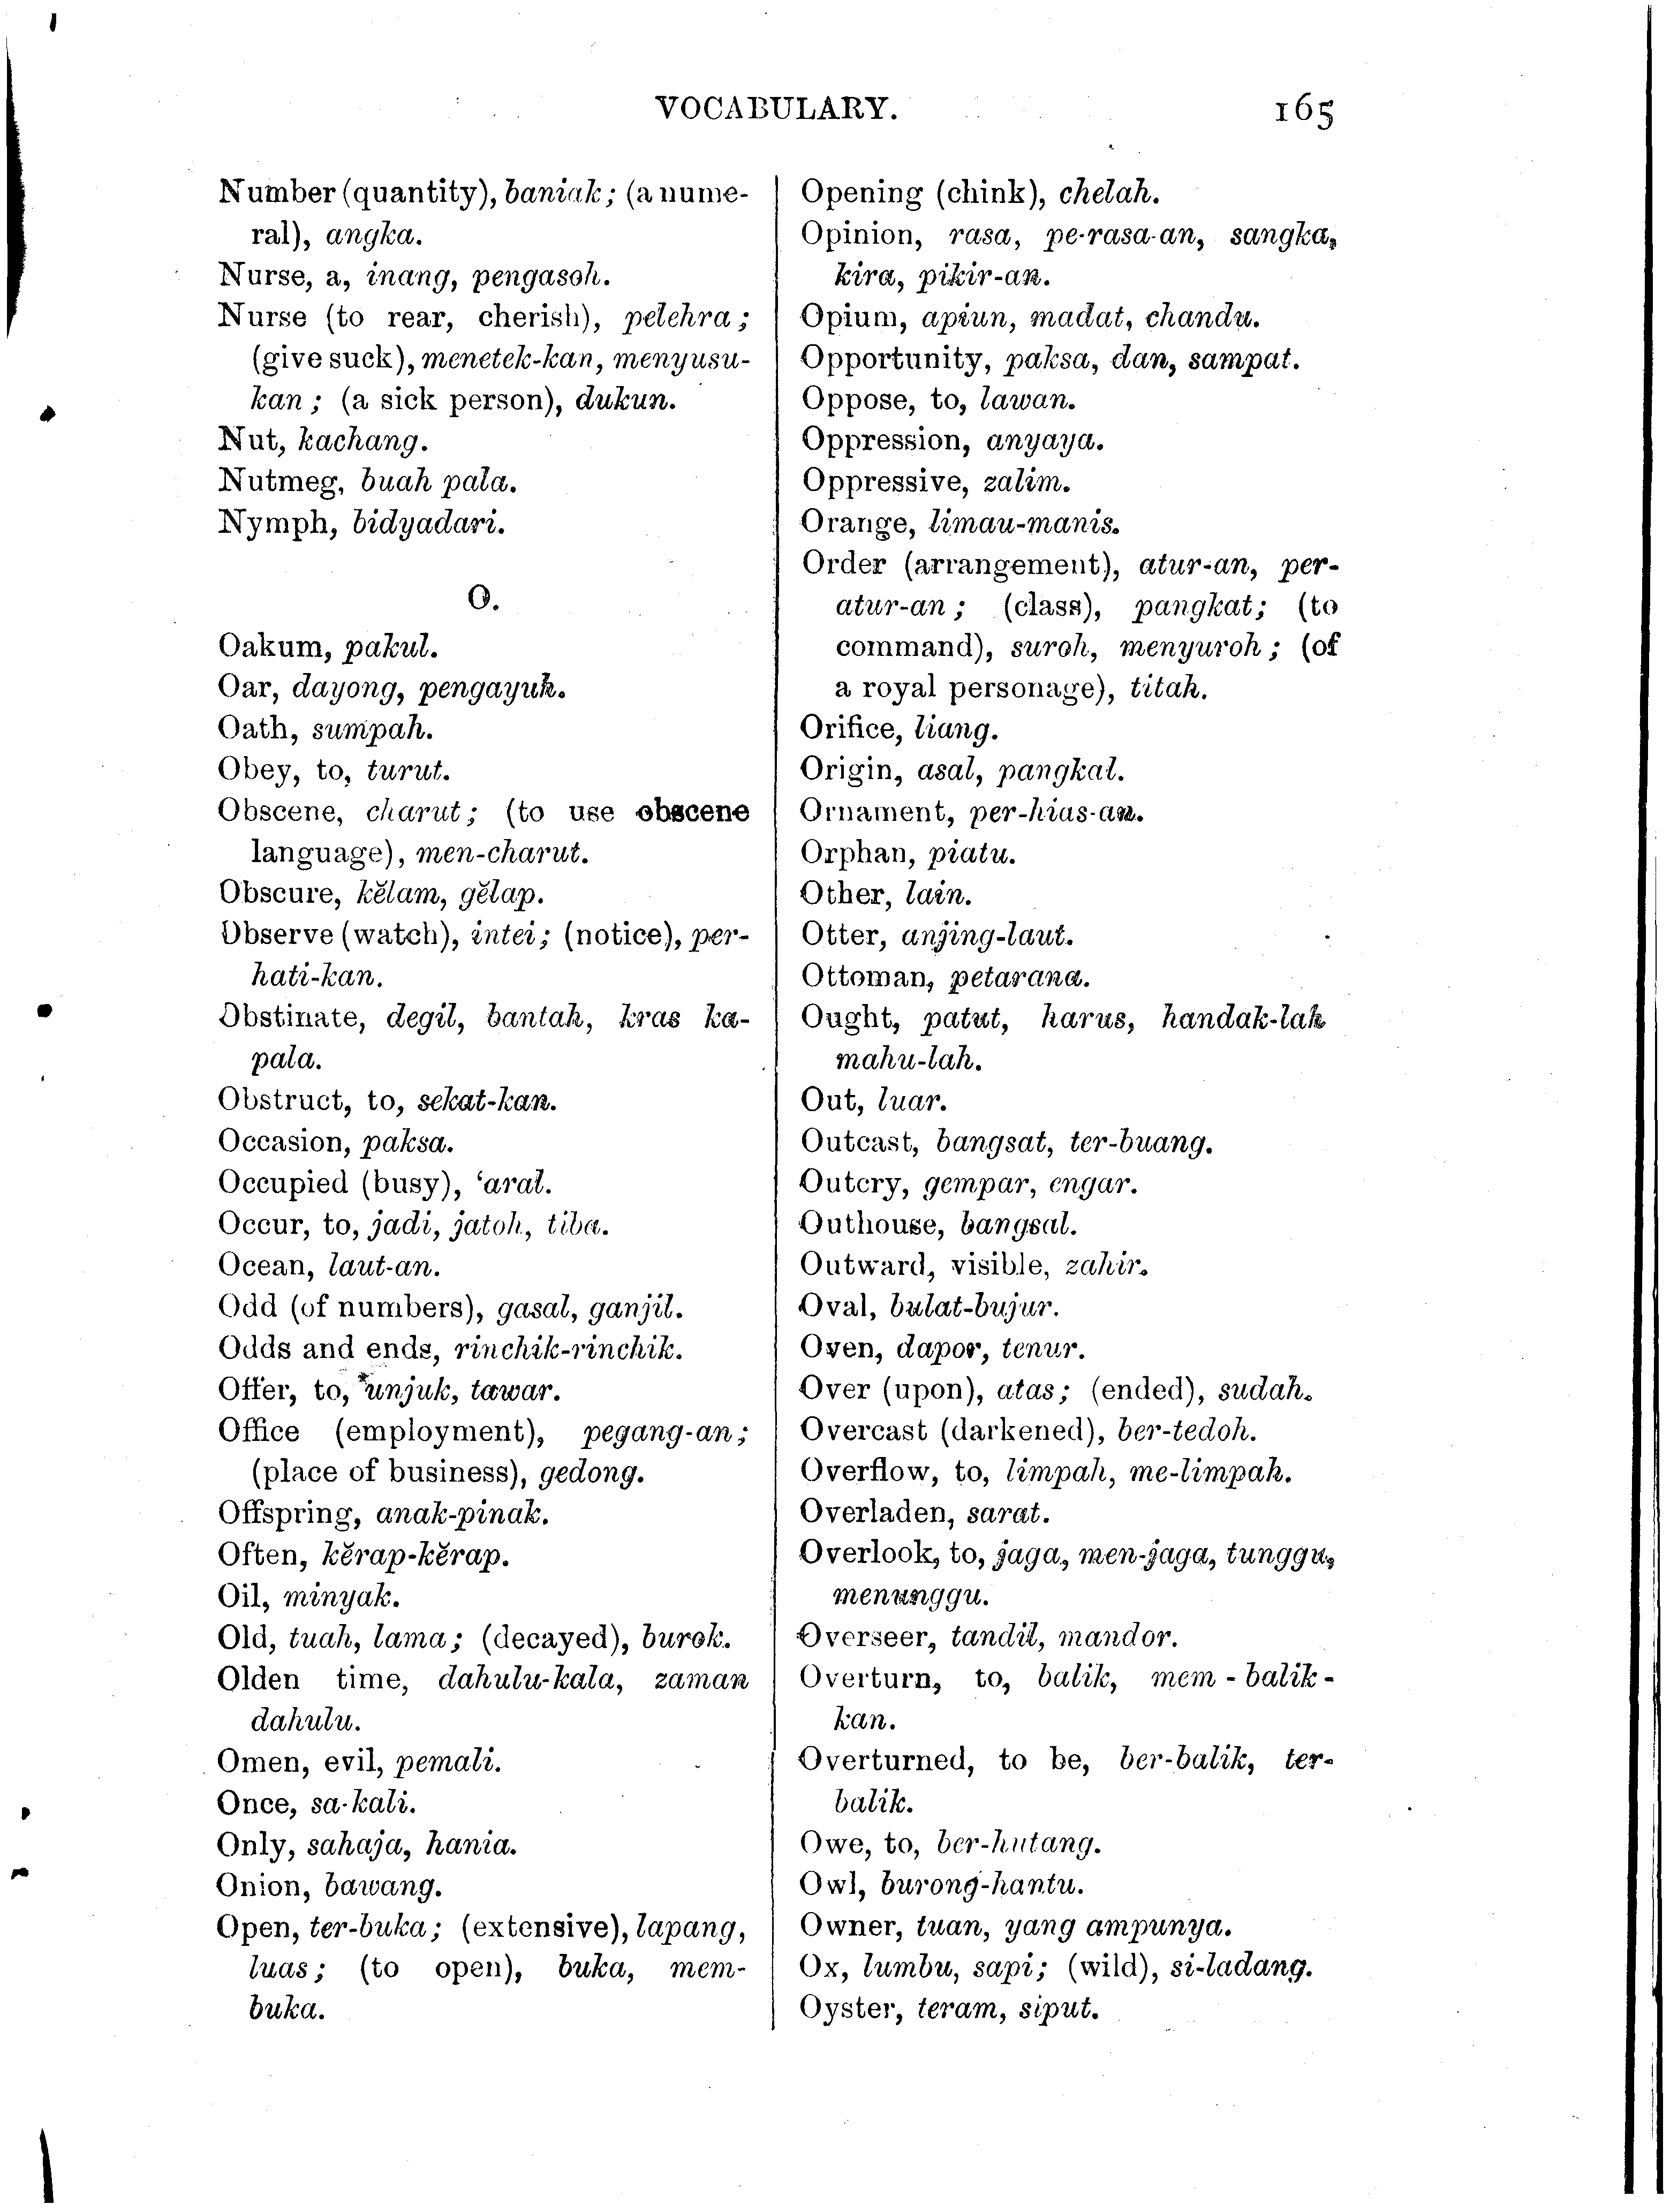 VOCABULARY. 165
Number (quantity), baniak; (a nume-
ral), angka.
Nurse, a, inang, pengasoh.
Nurse (to rear, cherish), pelehra;
(give suck), menetek-kan, menyusu-
kan; (a sick person), dukun.
Nut, kachang.
Nutmeg, buah pala.
Nymph, bidyadari.
O.
Oakum, pakul.
Oar, dayong, pengayuh.
Oath, sumpah.
Obey, to, turut.
Obscene, charut; (to use obscene
language), men-charut.
Obscure, kĕlam, gĕlap.
Observe (watch), intei; (notice), per-
hati-kan.
Obstinate, degil, bantah, kras ka-
pala.
Obstruct, to, sekat-kan.
Occasion, paksa.
Occupied (busy), ‘aral.
Occur, to, jadi, jatoh, tiba.
Ocean, laut-an.
Odd (of numbers), gasal, ganjil.
Odds and ends, rinchik-rinchik.
Offer, to, unjuk, tawar.
Office (employment), pegang-an;
(place of business), gedong.
Offspring, anak-pinak.
Often, kĕrap-kĕrap.
Oil, minyak.
Old, tuah, lama; (decayed), burok.
Olden time, dahulu-kala, zaman
dahulu.
Omen, evil, pemali.
Once, sa-kali.
Only, sahaja, hania.
Onion, bawang.
Open, ter-buka; (extensive), lapang,
luas; (to open), buka, mem-
buka.
Opening (chink), chelah.
Opinion, rasa, pe-rasa-an, sangka,
kira, pikir-an.
Opium, apiun, madat, chandu.
Opportunity, paksa, dan, sampat.
Oppose, to, lawan.
Oppression, anyaya.
Oppressive, zalim.
Orange, limau-manis.
Order (arrangement), atur-an, per-
atur-an; (class), pangkat; (to
command), suroh, menyuroh; (of
a royal personage), titah.
Orifice, liang.
Origin, asal, pangkal.
Ornament, per-hias-an.
Orphan, piatu.
Other, lain.
Otter, anjing-laut.
Ottoman, petarana.
Ought, patut, harus, handak-lah
mahu-lah.
Out, luar.
Outcast, bangsat, ter-buang.
Outcry, gempar, engar.
Outhouse, bangsal.
Outward, visible, zahir.
Oval, bulat-bujur.
Oven, dapor, tenur.
Over (upon), atas; (ended), sudah.
Overcast (darkened), ber-tedoh.
Overflow, to, limpah, me-limpah.
Overladen, sarat.
Overlook, to, jaga, men-jaga, tunggu,
menunggu.
Overseer, tandil, mandor.
Overturn, to, balik, mem-balik-
kan.
Overturned, to be, ber-balik, ter-
balik.
Owe, to, ber-hutang.
Owl, burong-hantu.
Owner, tuan, yang ampunya.
Ox, lumbu, sapi; (wild), si-ladang.
Oyster, teram, siput.